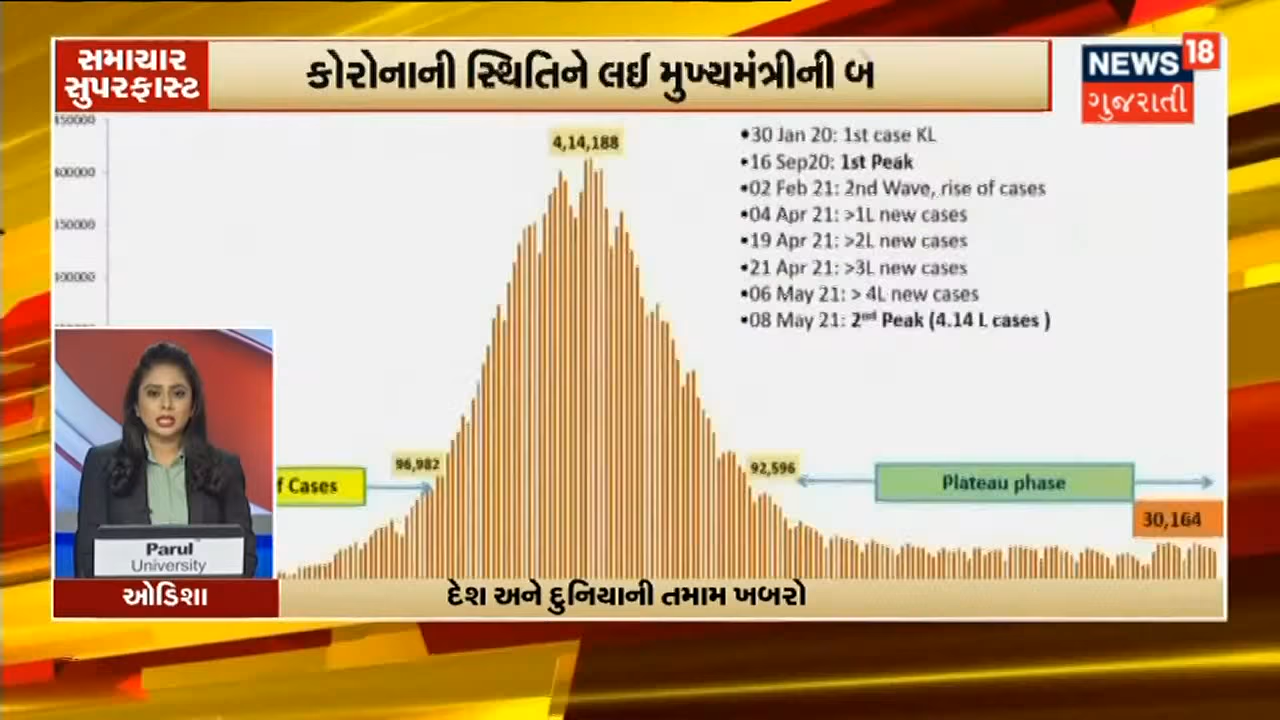 સમાચાર
સુપરફાસ્ટ
કોરોનાની સ્થિતિને લઈ મુખ્યમંત્રીની બ
NEWS 18
ગુજરાતી
4,14,188
•30 Jan 20: 1st case KL
•16 Sep20: 1st Peak
•02 Feb 21: 2nd Wave, rise of cases
•04 Apr 21: >1L new cases
•19 Apr 21: >2L new cases
•21 Apr 21: >3L new cases
•06 May 21: > 4L new cases
•08 May 21: 2nd Peak (4.14 L cases )
96,982
92,596
f Cases
Plateau phase
30,164
Parul
University
ઓડિશા
દેશ અને દુનિયાની તમામ ખબરો